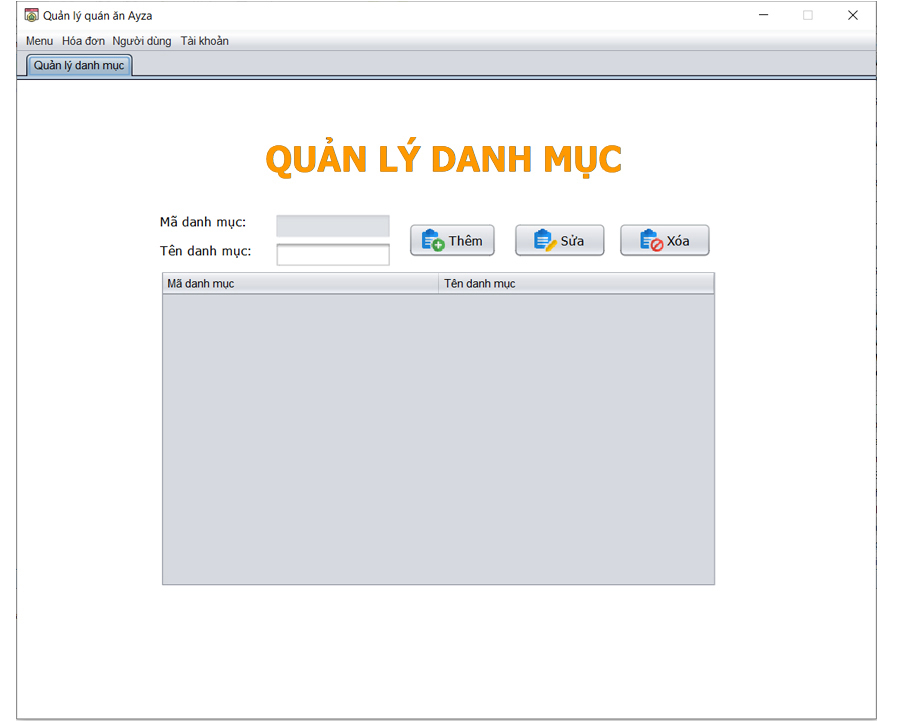 Quản lý quán ăn Ayza
Menu Hóa đơn Người dùng Tài khoản
Quản lý danh mục
QUẢN LÝ DANH MỤC
Mã danh mục:
Thêm Sửa Xóa
Tên danh mục:
Mã danh mục Tên danh mục